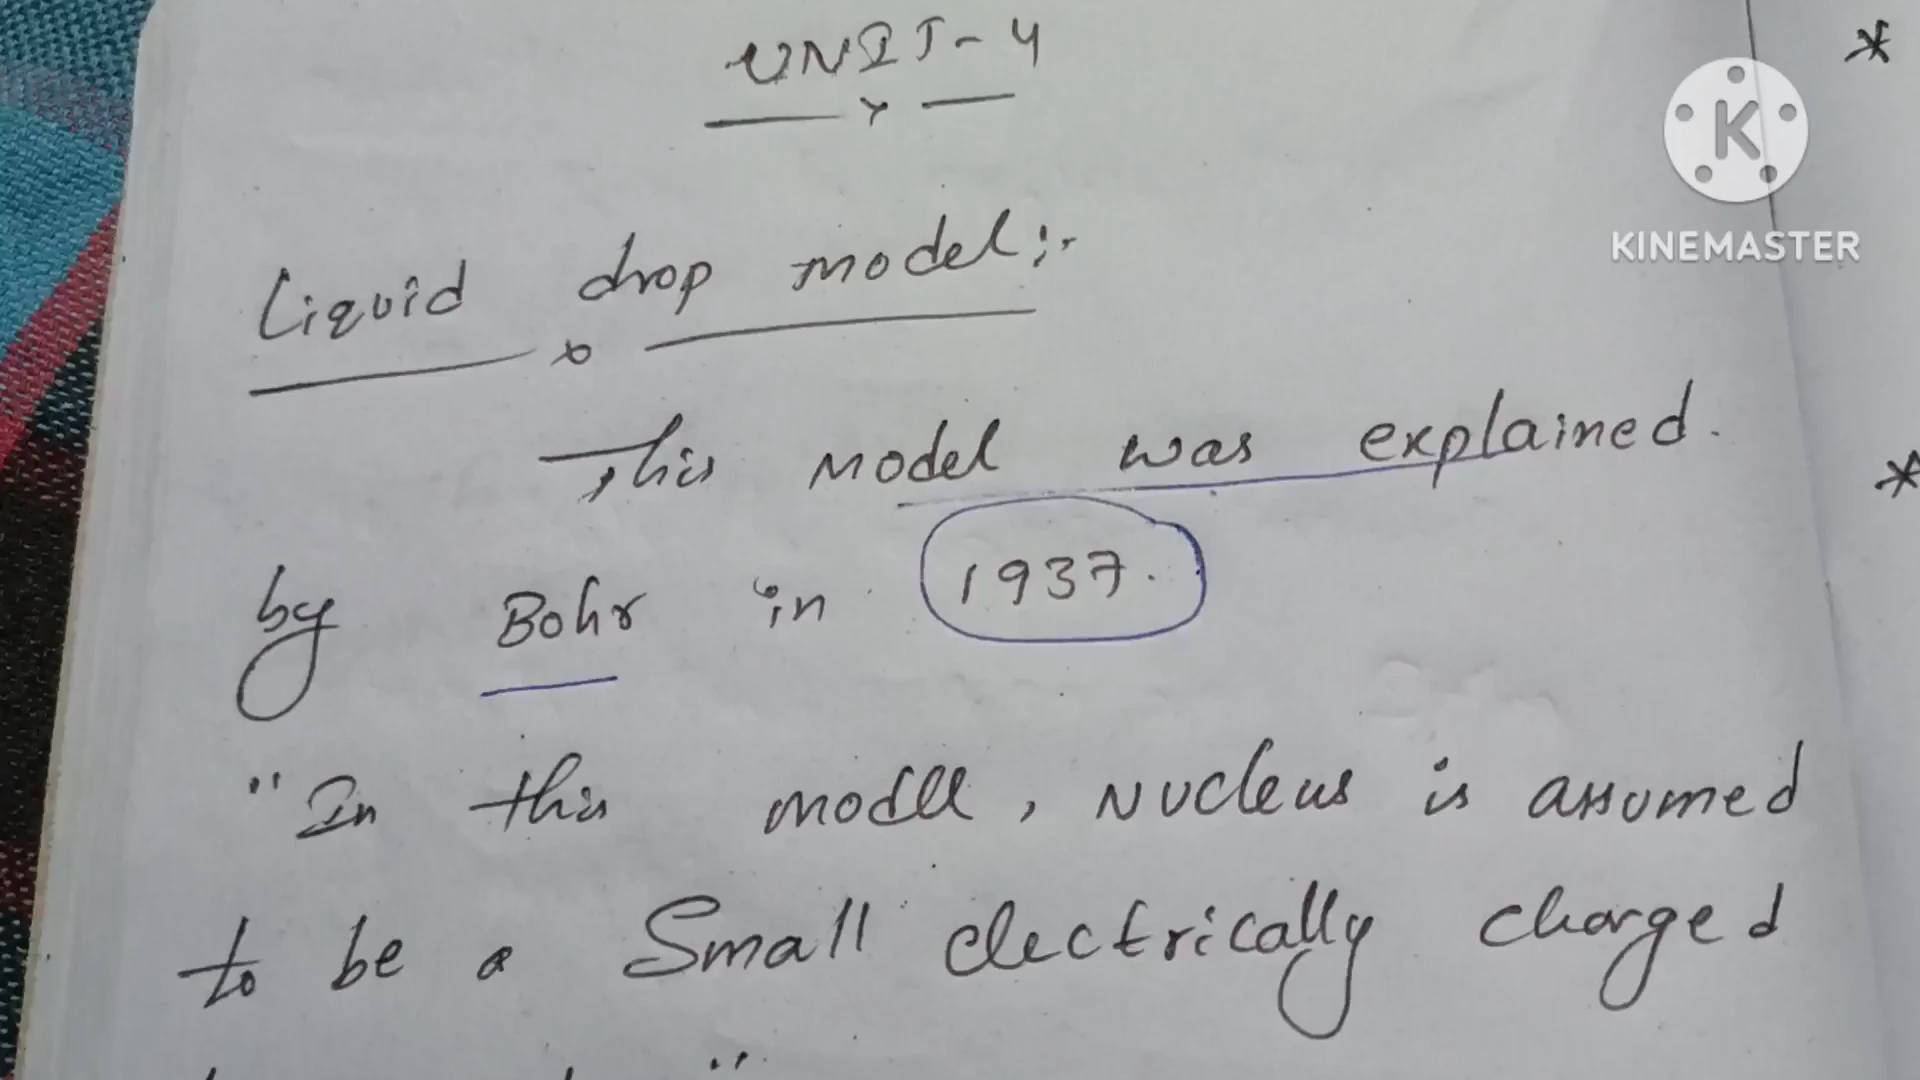 UNIT-4
Liquid drop model:-
This model was explained.
by Bohr in 1937.
"In this model, Nucleus is assumed
to be a small electrically charged
K
KINEMASTER